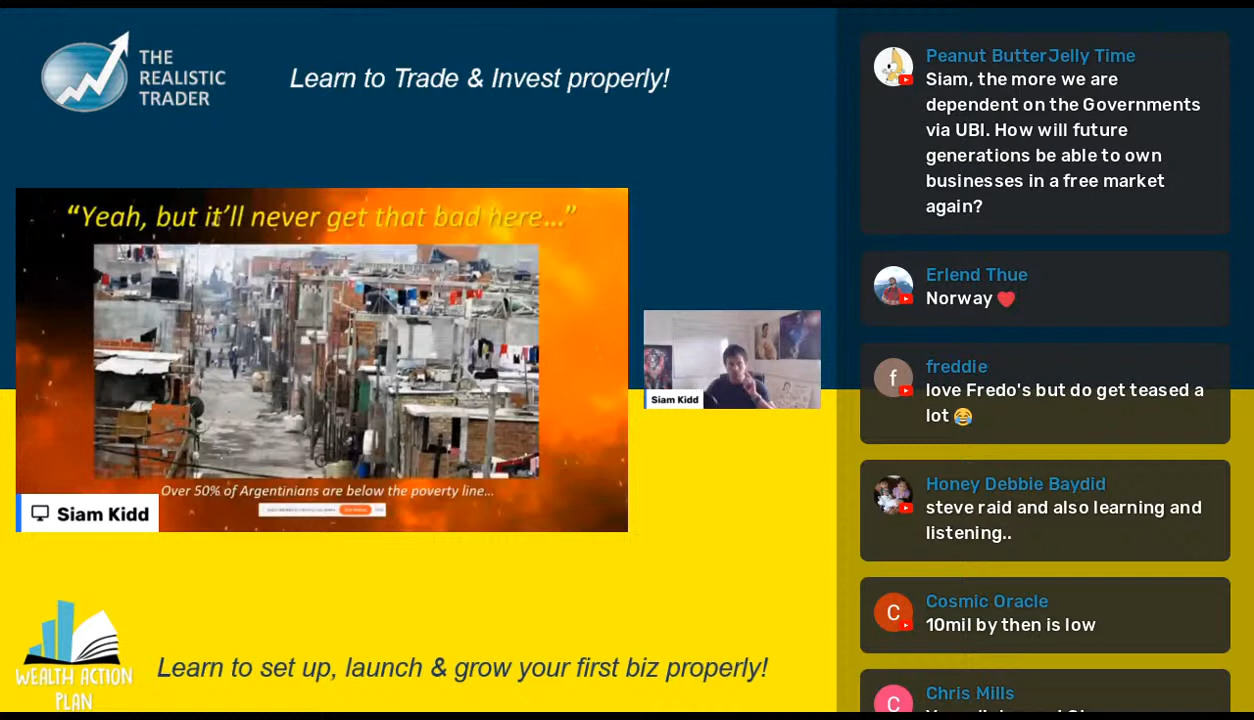 THE
REALISTIC
TRADER
Learn to Trade & Invest properly!
“Yeah, but it’ll never get that bad here...”
Over 50% of Argentinians are below the poverty line...
Siam Kidd
Siam Kidd
WEALTH ACTION
PLAN
Learn to set up, launch & grow your first biz properly!
Peanut ButterJelly Time
Siam, the more we are
dependent on the Governments
via UBI. How will future
generations be able to own
businesses in a free market
again?
Erlend Thue
Norway ❤️
f
freddie
love Fredo's but do get teased a
lot 😂
Honey Debbie Baydid
steve raid and also learning and
listening..
C
Cosmic Oracle
10mil by then is low
C
Chris Mills